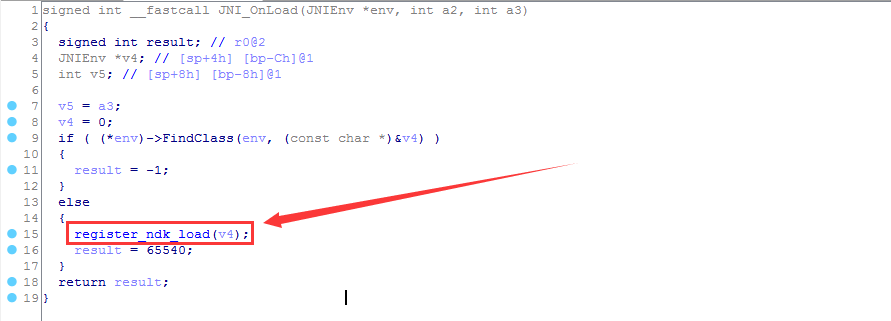 1 signed int __fastcall JNI_OnLoad(JNIEnv *env, int a2, int a3)
2 {
3 signed int result; // r0@2
4 JNIEnv *v4; // [sp+4h] [bp-Ch]@1
5 int v5; // [sp+8h] [bp-8h]@1
6
7 v5 = a3;
8 v4 = 0;
9 if ( (*env)->FindClass(env, (const char *)&v4) )
10 {
11 result = -1;
12 }
13 else
14 {
15 register_ndk_load(v4);
16 result = 65540;
17 }
18 return result;
19 }